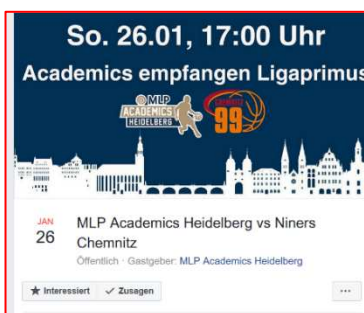 So. 26.01, 17:00 Uhr
Academics empfangen Ligaprimus
MLP
ACADEMICS
HEIDELBERG
CHEMNITZ
99
JAN
26
MLP Academics Heidelberg vs Niners
Chemnitz
Öffentlich · Gastgeber: MLP Academics Heidelberg
Interessiert
Zusagen